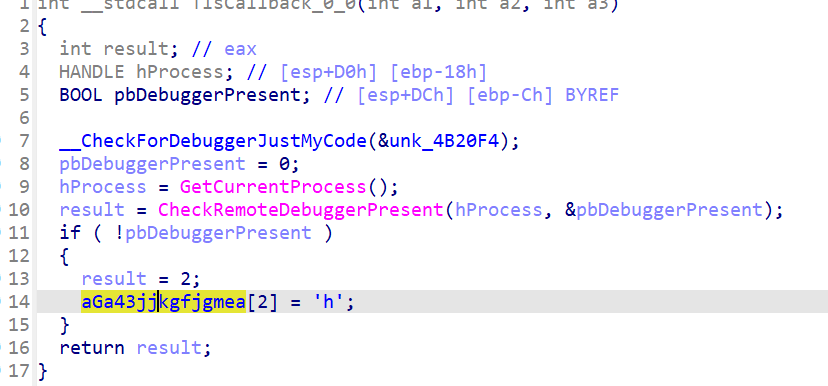 1 int __stdcall TlsCallback_0_0(int a1, int a2, int a3)
2 {
3 int result; // eax
4 HANDLE hProcess; // [esp+D0h] [ebp-18h]
5 BOOL pbDebuggerPresent; // [esp+DCh] [ebp-Ch] BYREF
6
7 __CheckForDebuggerJustMyCode(&unk_4B20F4);
8 pbDebuggerPresent = 0;
9 hProcess = GetCurrentProcess();
10 result = CheckRemoteDebuggerPresent(hProcess, &pbDebuggerPresent);
11 if ( !pbDebuggerPresent )
12 {
13 result = 2;
14 aGa43jjkgfjgmea[2] = 'h';
15 }
16 return result;
17 }